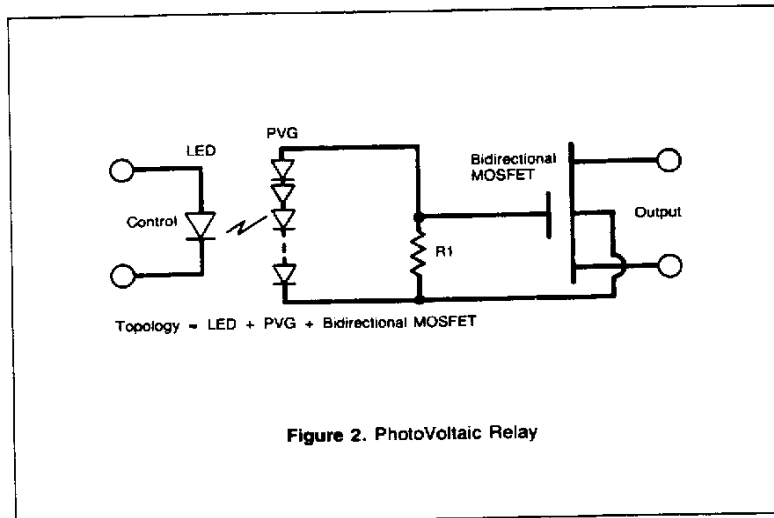 LED
PVG
Bidirectional
MOSFET
Control
Output
R1
Topology = LED + PVG + Bidirectional MOSFET
Figure 2. PhotoVoltaic Relay